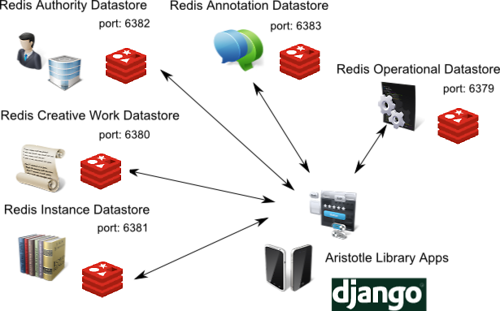 Redis Authority Datastore
port: 6382
Redis Annotation Datastore
port: 6383
Redis Operational Datastore
port: 6379
Redis Creative Work Datastore
port: 6380
Redis Instance Datastore
port: 6381
Aristotle Library Apps
django